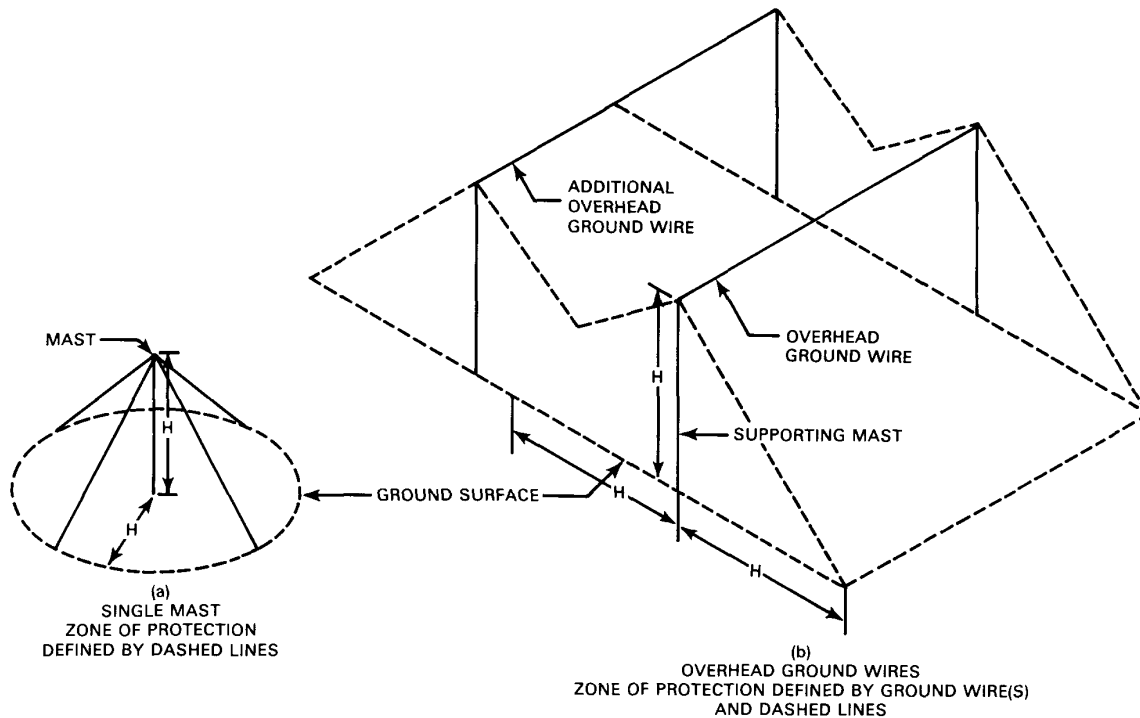 ADDITIONAL
OVERHEAD
GROUND WIRE
MAST
H
H
OVERHEAD
GROUND WIRE
H
SUPPORTING MAST
GROUND SURFACE
H
H
(a)
SINGLE MAST
ZONE OF PROTECTION
DEFINED BY DASHED LINES
(b)
OVERHEAD GROUND WIRES
ZONE OF PROTECTION DEFINED BY GROUND WIRE(S)
AND DASHED LINES